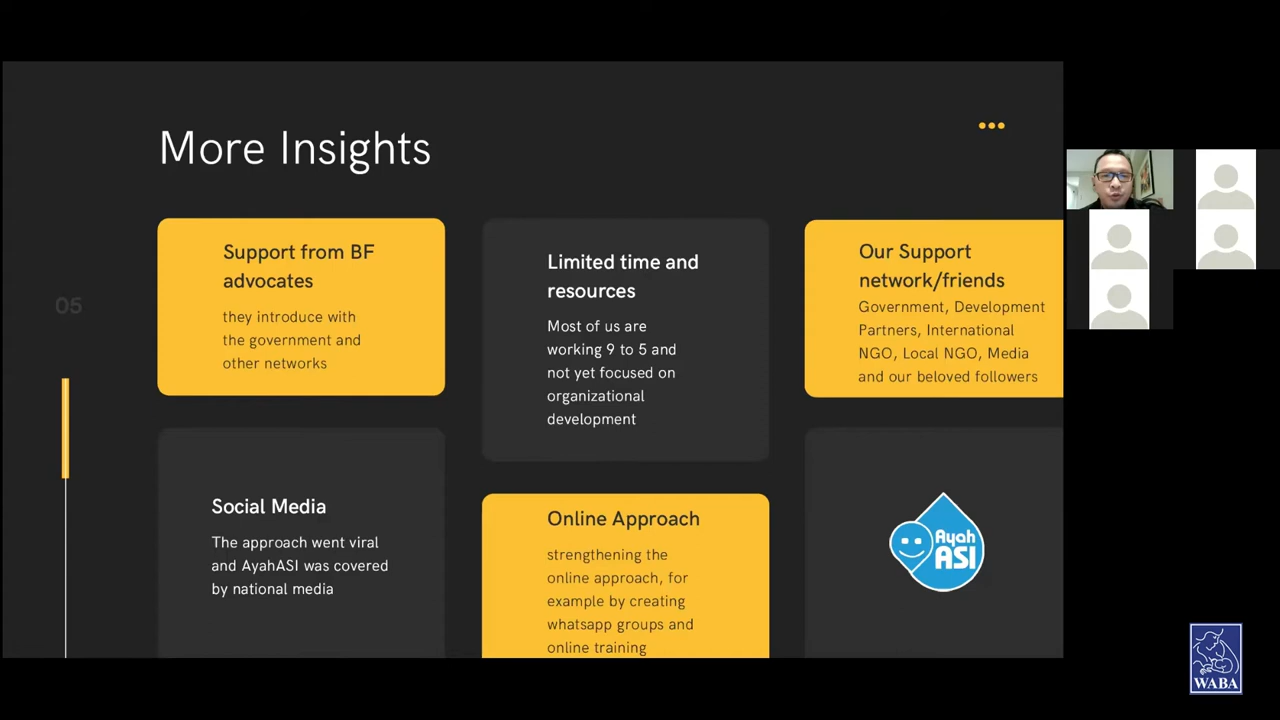 More Insights
05
Support from BF
advocates
they introduce with
the government and
other networks
Limited time and
resources
Most of us are
working 9 to 5 and
not yet focused on
organizational
development
Our Support
network/friends
Government, Development
Partners, International
NGO, Local NGO, Media
and our beloved followers
Social Media
The approach went viral
and AyahASI was covered
by national media
Online Approach
strengthening the
online approach, for
example by creating
whatsapp groups and
online training
Ayah
ASI
WABA